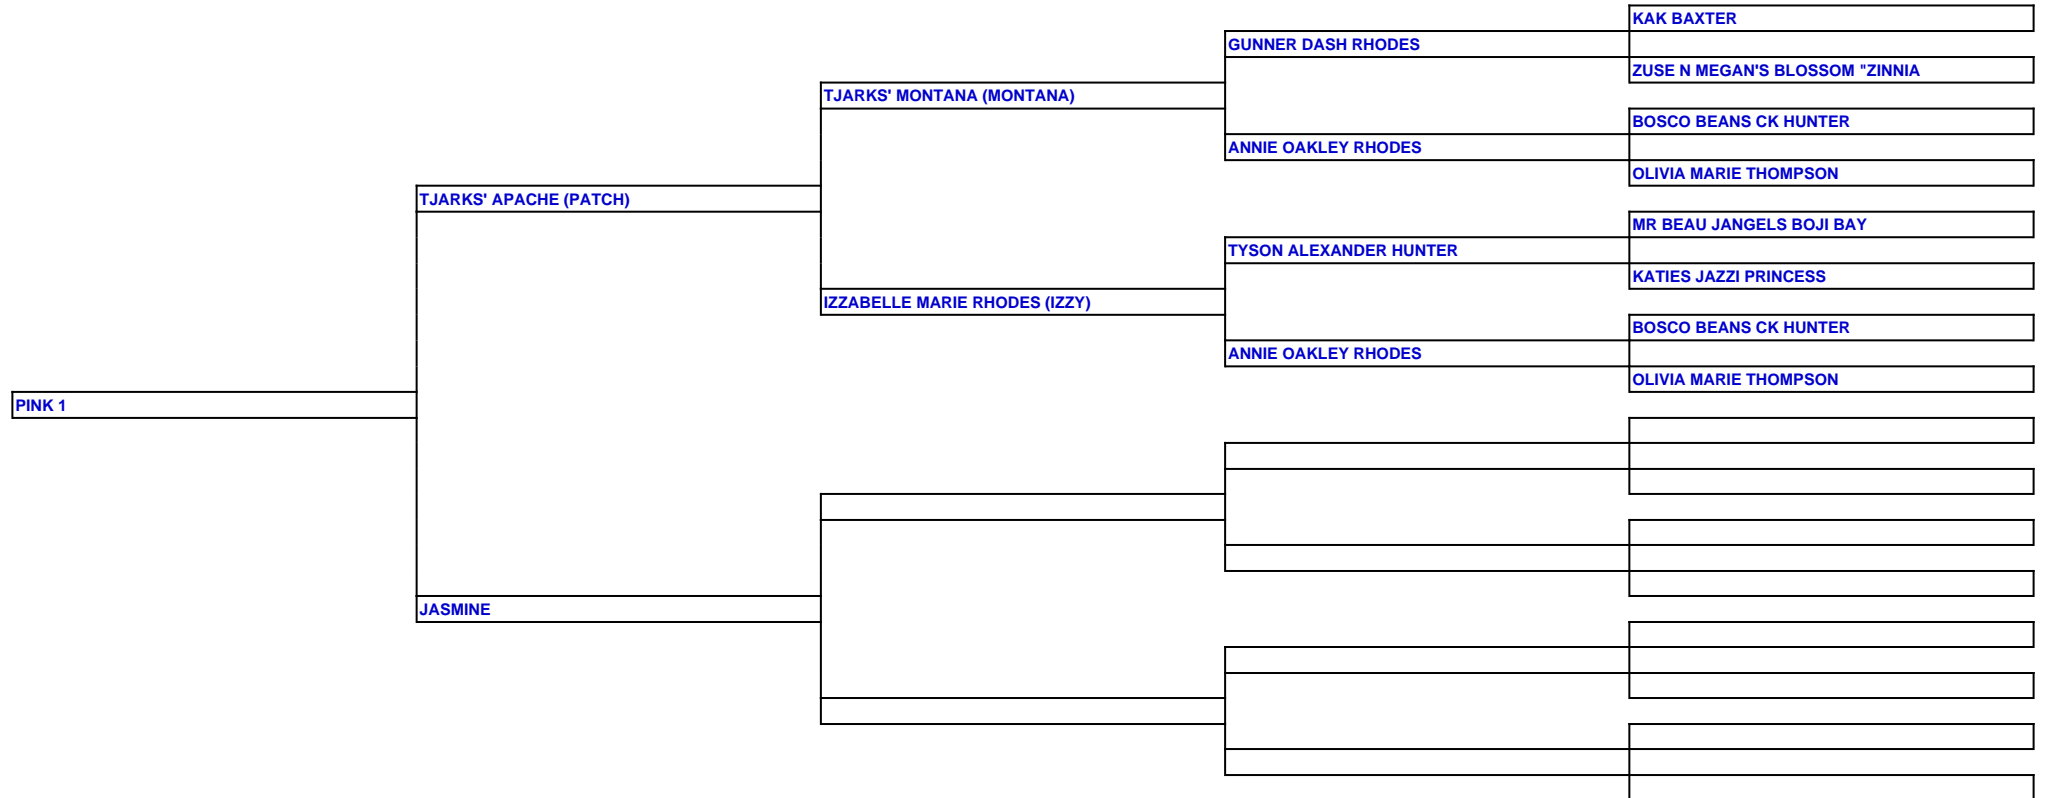 KAK BAXTER
GUNNER DASH RHODES
ZUSE N MEGAN'S BLOSSOM "ZINNIA
TJARKS' MONTANA (MONTANA)
BOSCO BEANS CK HUNTER
ANNIE OAKLEY RHODES
OLIVIA MARIE THOMPSON
TJARKS' APACHE (PATCH)
MR BEAU JANGELS BOJI BAY
TYSON ALEXANDER HUNTER
KATIES JAZZI PRINCESS
IZZABELLE MARIE RHODES (IZZY)
BOSCO BEANS CK HUNTER
ANNIE OAKLEY RHODES
OLIVIA MARIE THOMPSON
PINK 1
JASMINE